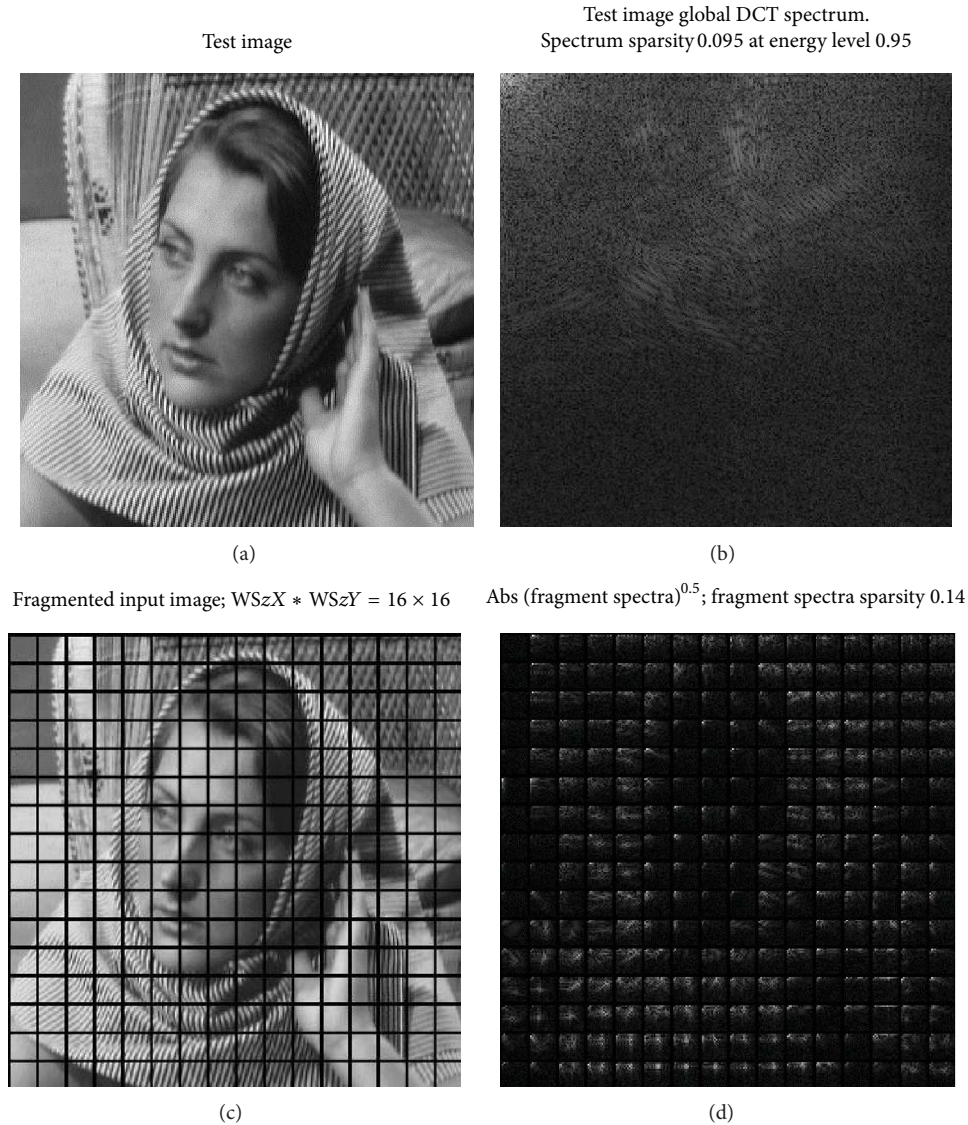 Test image
Test image global DCT spectrum.
Spectrum sparsity 0.095 at energy level 0.95
(a)
(b)
Fragmented input image; WSzX ∗ WSzY = 16 × 16
Abs (fragment spectra)^0.5; fragment spectra sparsity 0.14
(c)
(d)